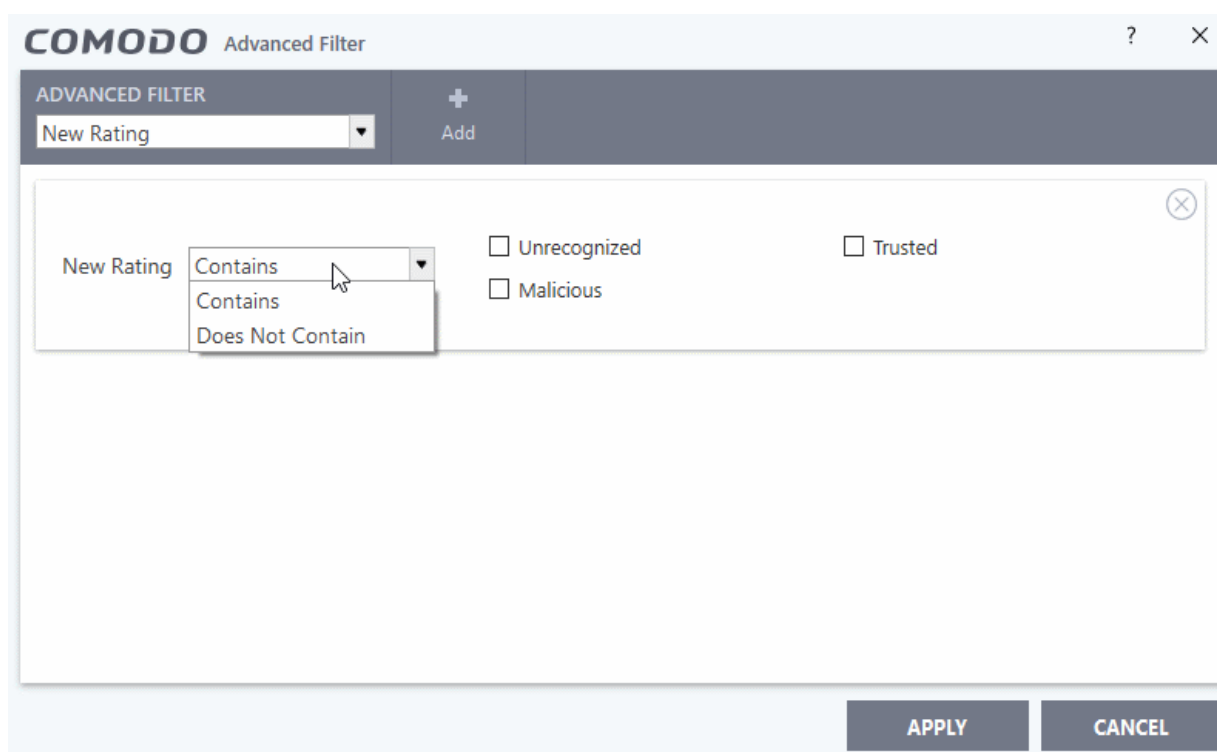 COMODO Advanced Filter ?
ADVANCED FILTER
New Rating
Add
New Rating
Contains
Contains
Does Not Contain
Unrecognized
Trusted
Malicious
APPLY
CANCEL